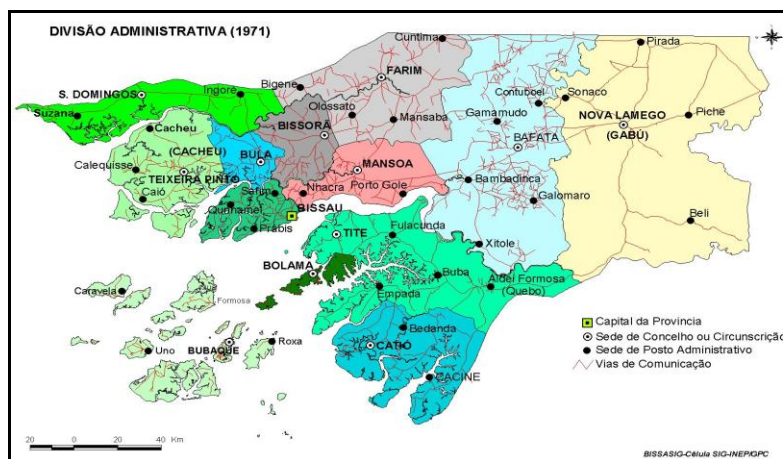 DIVISÃO ADMINISTRATIVA (1971)
Cuntima
Pirada
S. DOMINGOS
Ingoré
Bigene
FARIM
Suzana
Cacheu
Olossato
Mansaba
Contuboel
Sonaco
Gamamudo
NOVA LAMEGO
(GABÚ)
Piche
BISSORÃ
BAFATA
(CACHEU)
BULA
Calequisse
TEIXEIRA PINTO
MANSOA
Bambadinca
Caió
Safim
Nhacra
Porto Gole
Galomaro
Quinhamel
BISSAU
Prabis
Beli
TITE
Fulacunda
Xitole
BOLAMA
Buba
Aldei Formosa
(Quebo)
Caravela
Formosa
Empada
Bedanda
Uno
BUBAQUE
Roxa
CATIÓ
CACINE
Capital da Provincia
Sede de Concelho ou Circunscrição
Sede de Posto Administrativo
Vias de Comunicação
20 0 20 40 Km
BISSASIG-Célula SIG-INEP/GPC